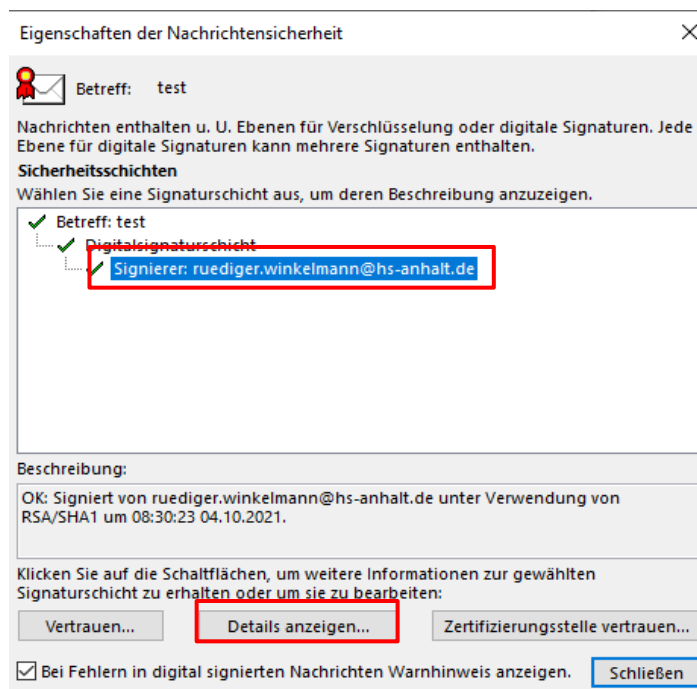 Eigenschaften der Nachrichtensicherheit
Betreff: test
Nachrichten enthalten u. U. Ebenen für Verschlüsselung oder digitale Signaturen. Jede
Ebene für digitale Signaturen kann mehrere Signaturen enthalten.
Sicherheitsschichten
Wählen Sie eine Signaturschicht aus, um deren Beschreibung anzuzeigen.
Betreff: test
Digitalsignaturschicht
Signierer: ruediger.winkelmann@hs-anhalt.de
Beschreibung:
OK: Signiert von ruediger.winkelmann@hs-anhalt.de unter Verwendung von
RSA/SHA1 um 08:30:23 04.10.2021.
Klicken Sie auf die Schaltflächen, um weitere Informationen zur gewählten
Signaturschicht zu erhalten oder um sie zu bearbeiten:
Vertrauen... Details anzeigen... Zertifizierungsstelle vertrauen...
Bei Fehlern in digital signierten Nachrichten Warnhinweis anzeigen. Schließen